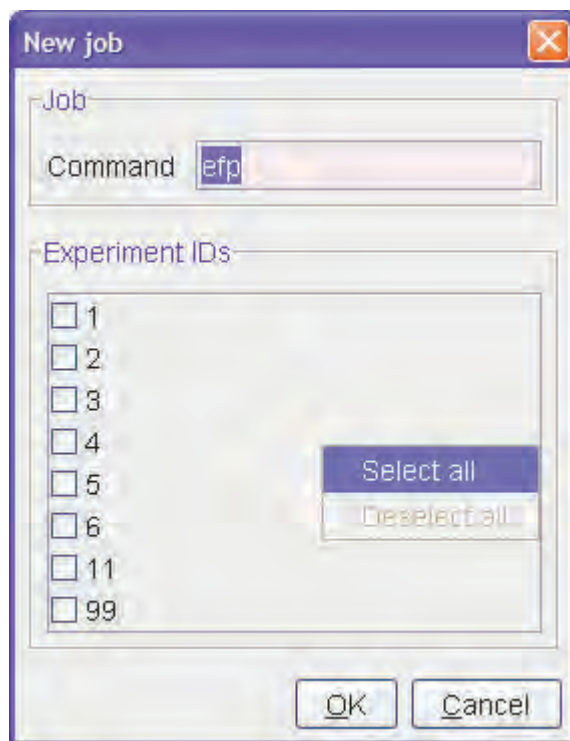 New job
Job
Command efp
Experiment IDs
1
2
3
4
5
6
11
99
Select all
Deselect all
OK Cancel